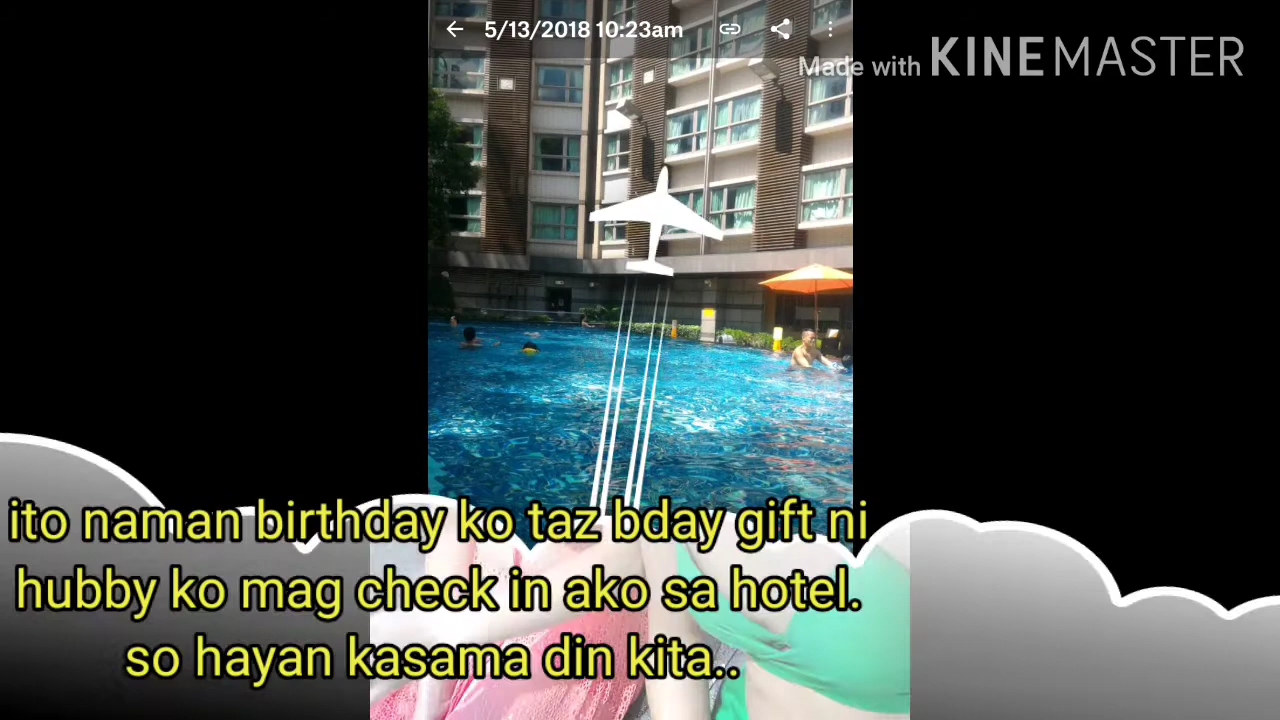 5/13/2018 10:23am
Made with KINEMASTER
ito naman birthday ko taz bday gift ni
hubby ko mag check in ako sa hotel.
so hayan kasama din kita..